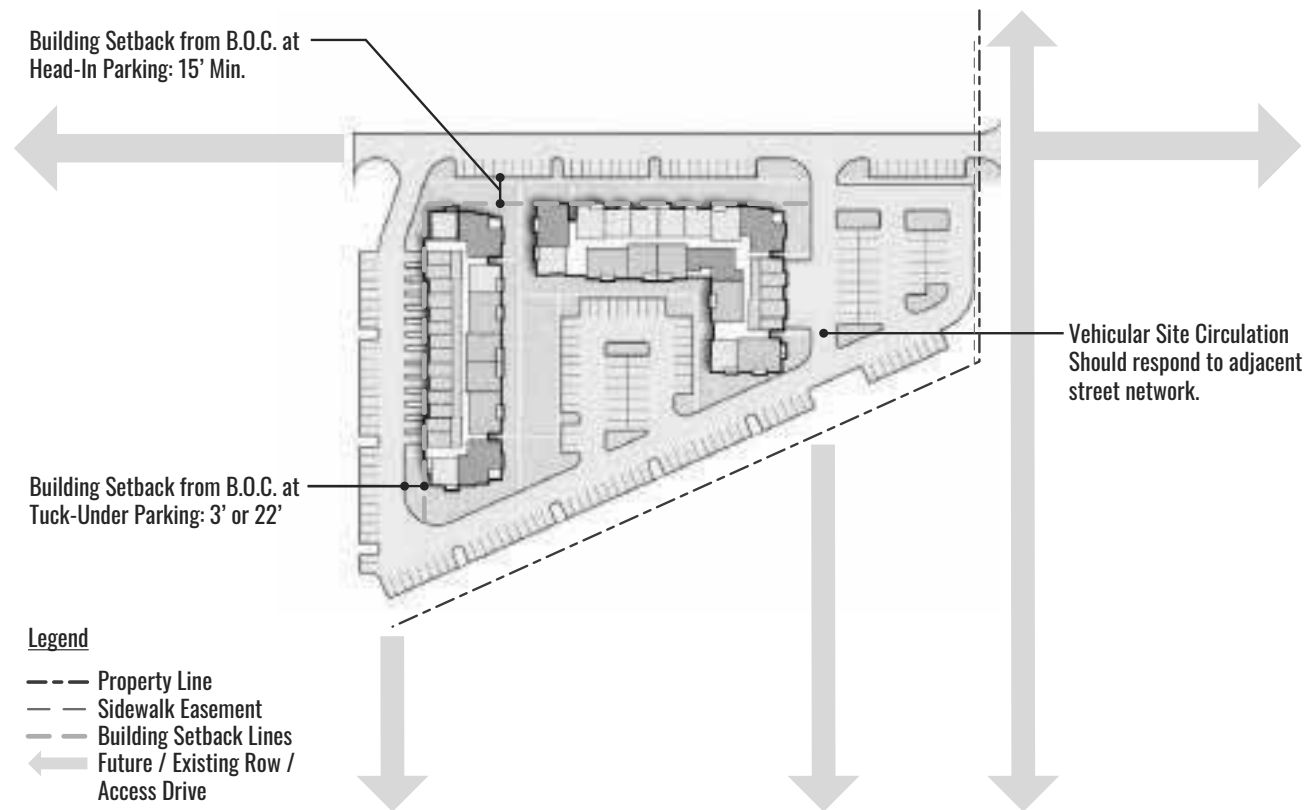 Building Setback from B.O.C. at
Head-In Parking: 15’ Min.
Vehicular Site Circulation
Should respond to adjacent
street network.
Building Setback from B.O.C. at
Tuck-Under Parking: 3’ or 22’
Legend
Property Line
Sidewalk Easement
Building Setback Lines
Future / Existing Row /
Access Drive